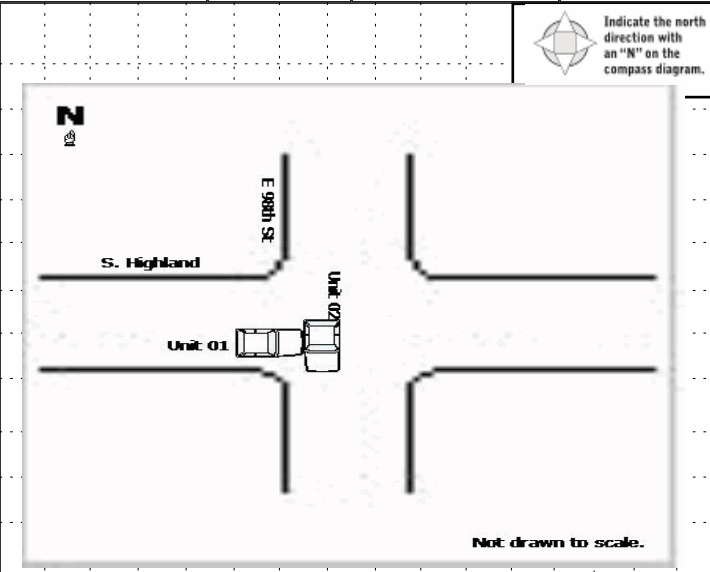 Indicate the north
direction with
an “N” on the
compass diagram.
N
E 98th St
S. Highland
Unit 02
Unit 01
Not drawn to scale.